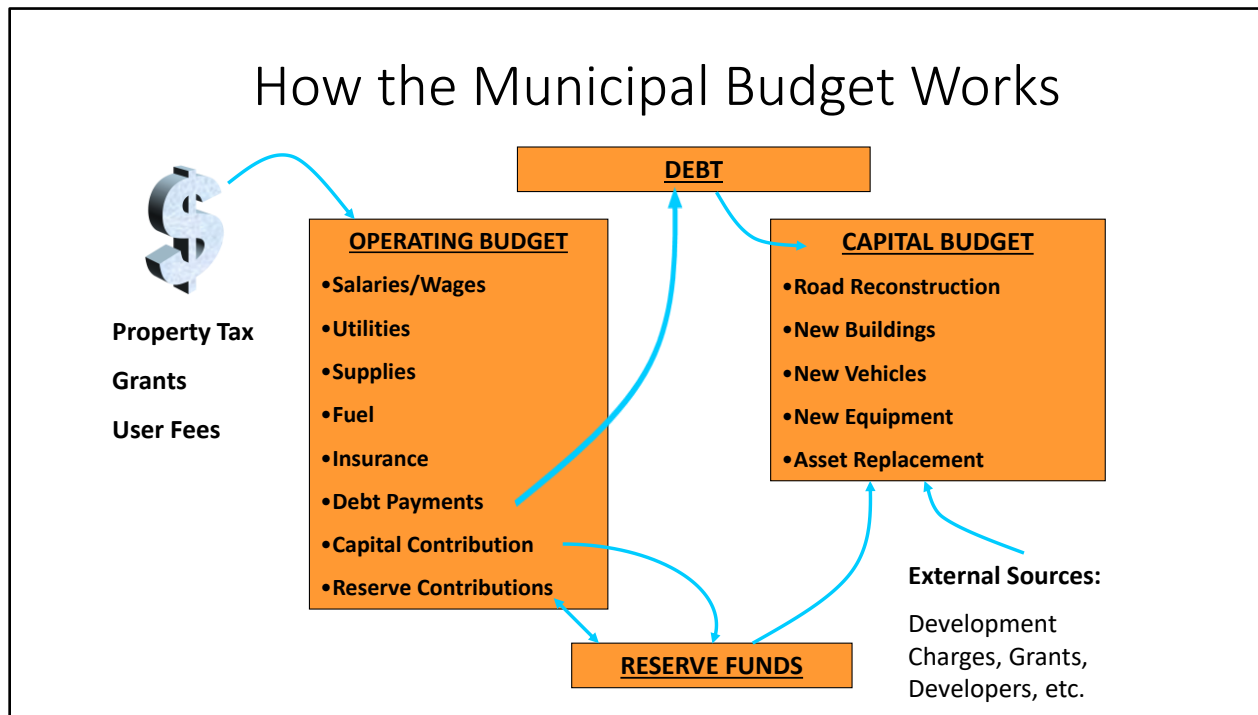 How the Municipal Budget Works
DEBT
OPERATING BUDGET
•Salaries/Wages
•Utilities
•Supplies
•Fuel
•Insurance
•Debt Payments
•Capital Contribution
•Reserve Contributions
CAPITAL BUDGET
•Road Reconstruction
•New Buildings
•New Vehicles
•New Equipment
•Asset Replacement
$
Property Tax
Grants
User Fees
RESERVE FUNDS
External Sources:
Development
Charges, Grants,
Developers, etc.